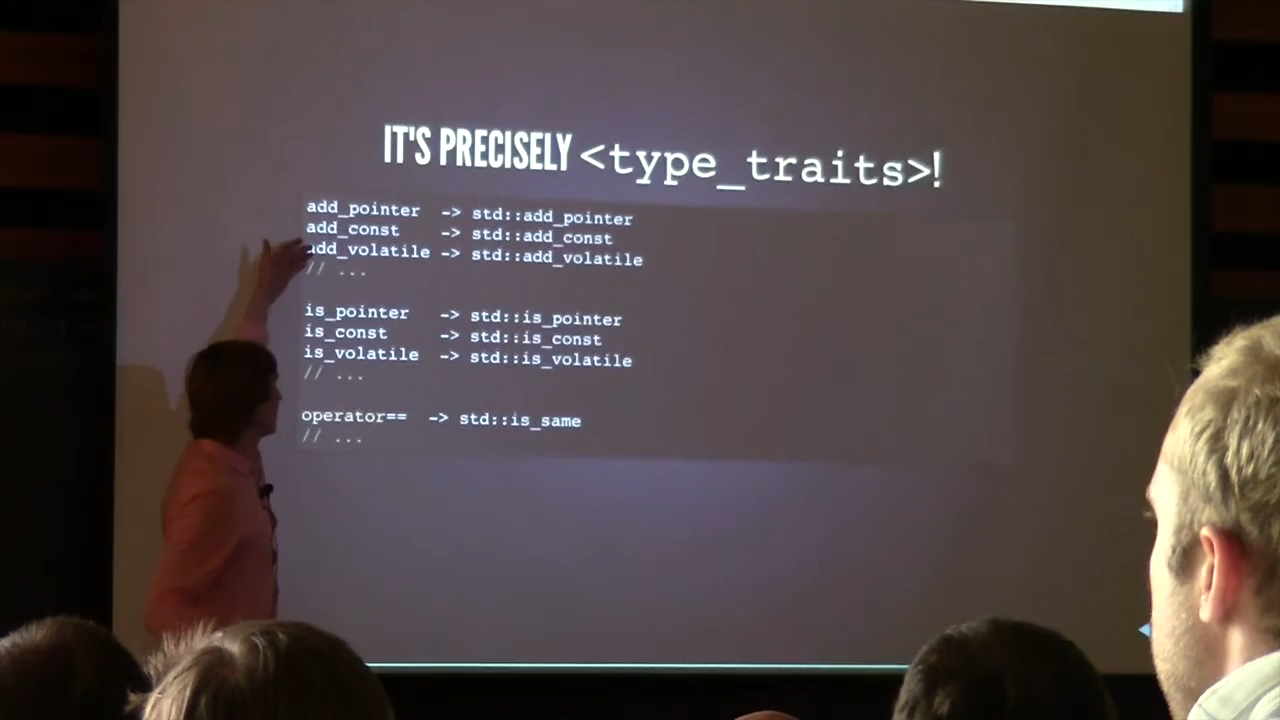 IT'S PRECISELY <type_traits>!
add_pointer -> std::add_pointer
add_const -> std::add_const
add_volatile -> std::add_volatile
// ...
is_pointer -> std::is_pointer
is_const -> std::is_const
is_volatile -> std::is_volatile
// ...
operator== -> std::is_same
// ...